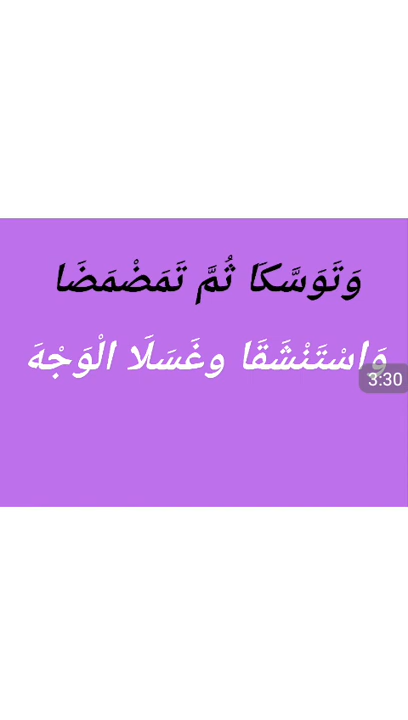 وَتَوَسَّكَا ثُمَّ تَمَضْمَضَا
وَاسْتَنْشَقَا وغَسَلَا الْوَجْهَ
3:30